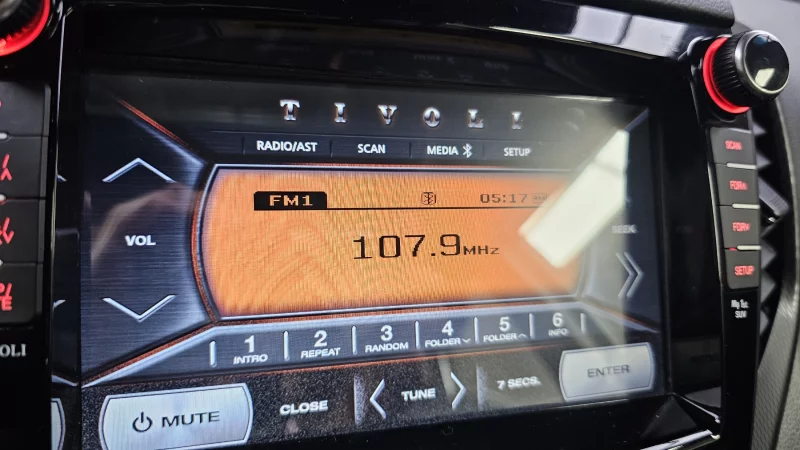 TIVOLI
RADIO/AST SCAN MEDIA SETUP
FM1 05:17
107.9MHz
VOL
SEEK
1 2 3 4 5 6
INTRO REPEAT RANDOM FOLDER FOLDER INFO
MUTE CLOSE TUNE 7 SECS. ENTER
OLI
SCAN
SETUP